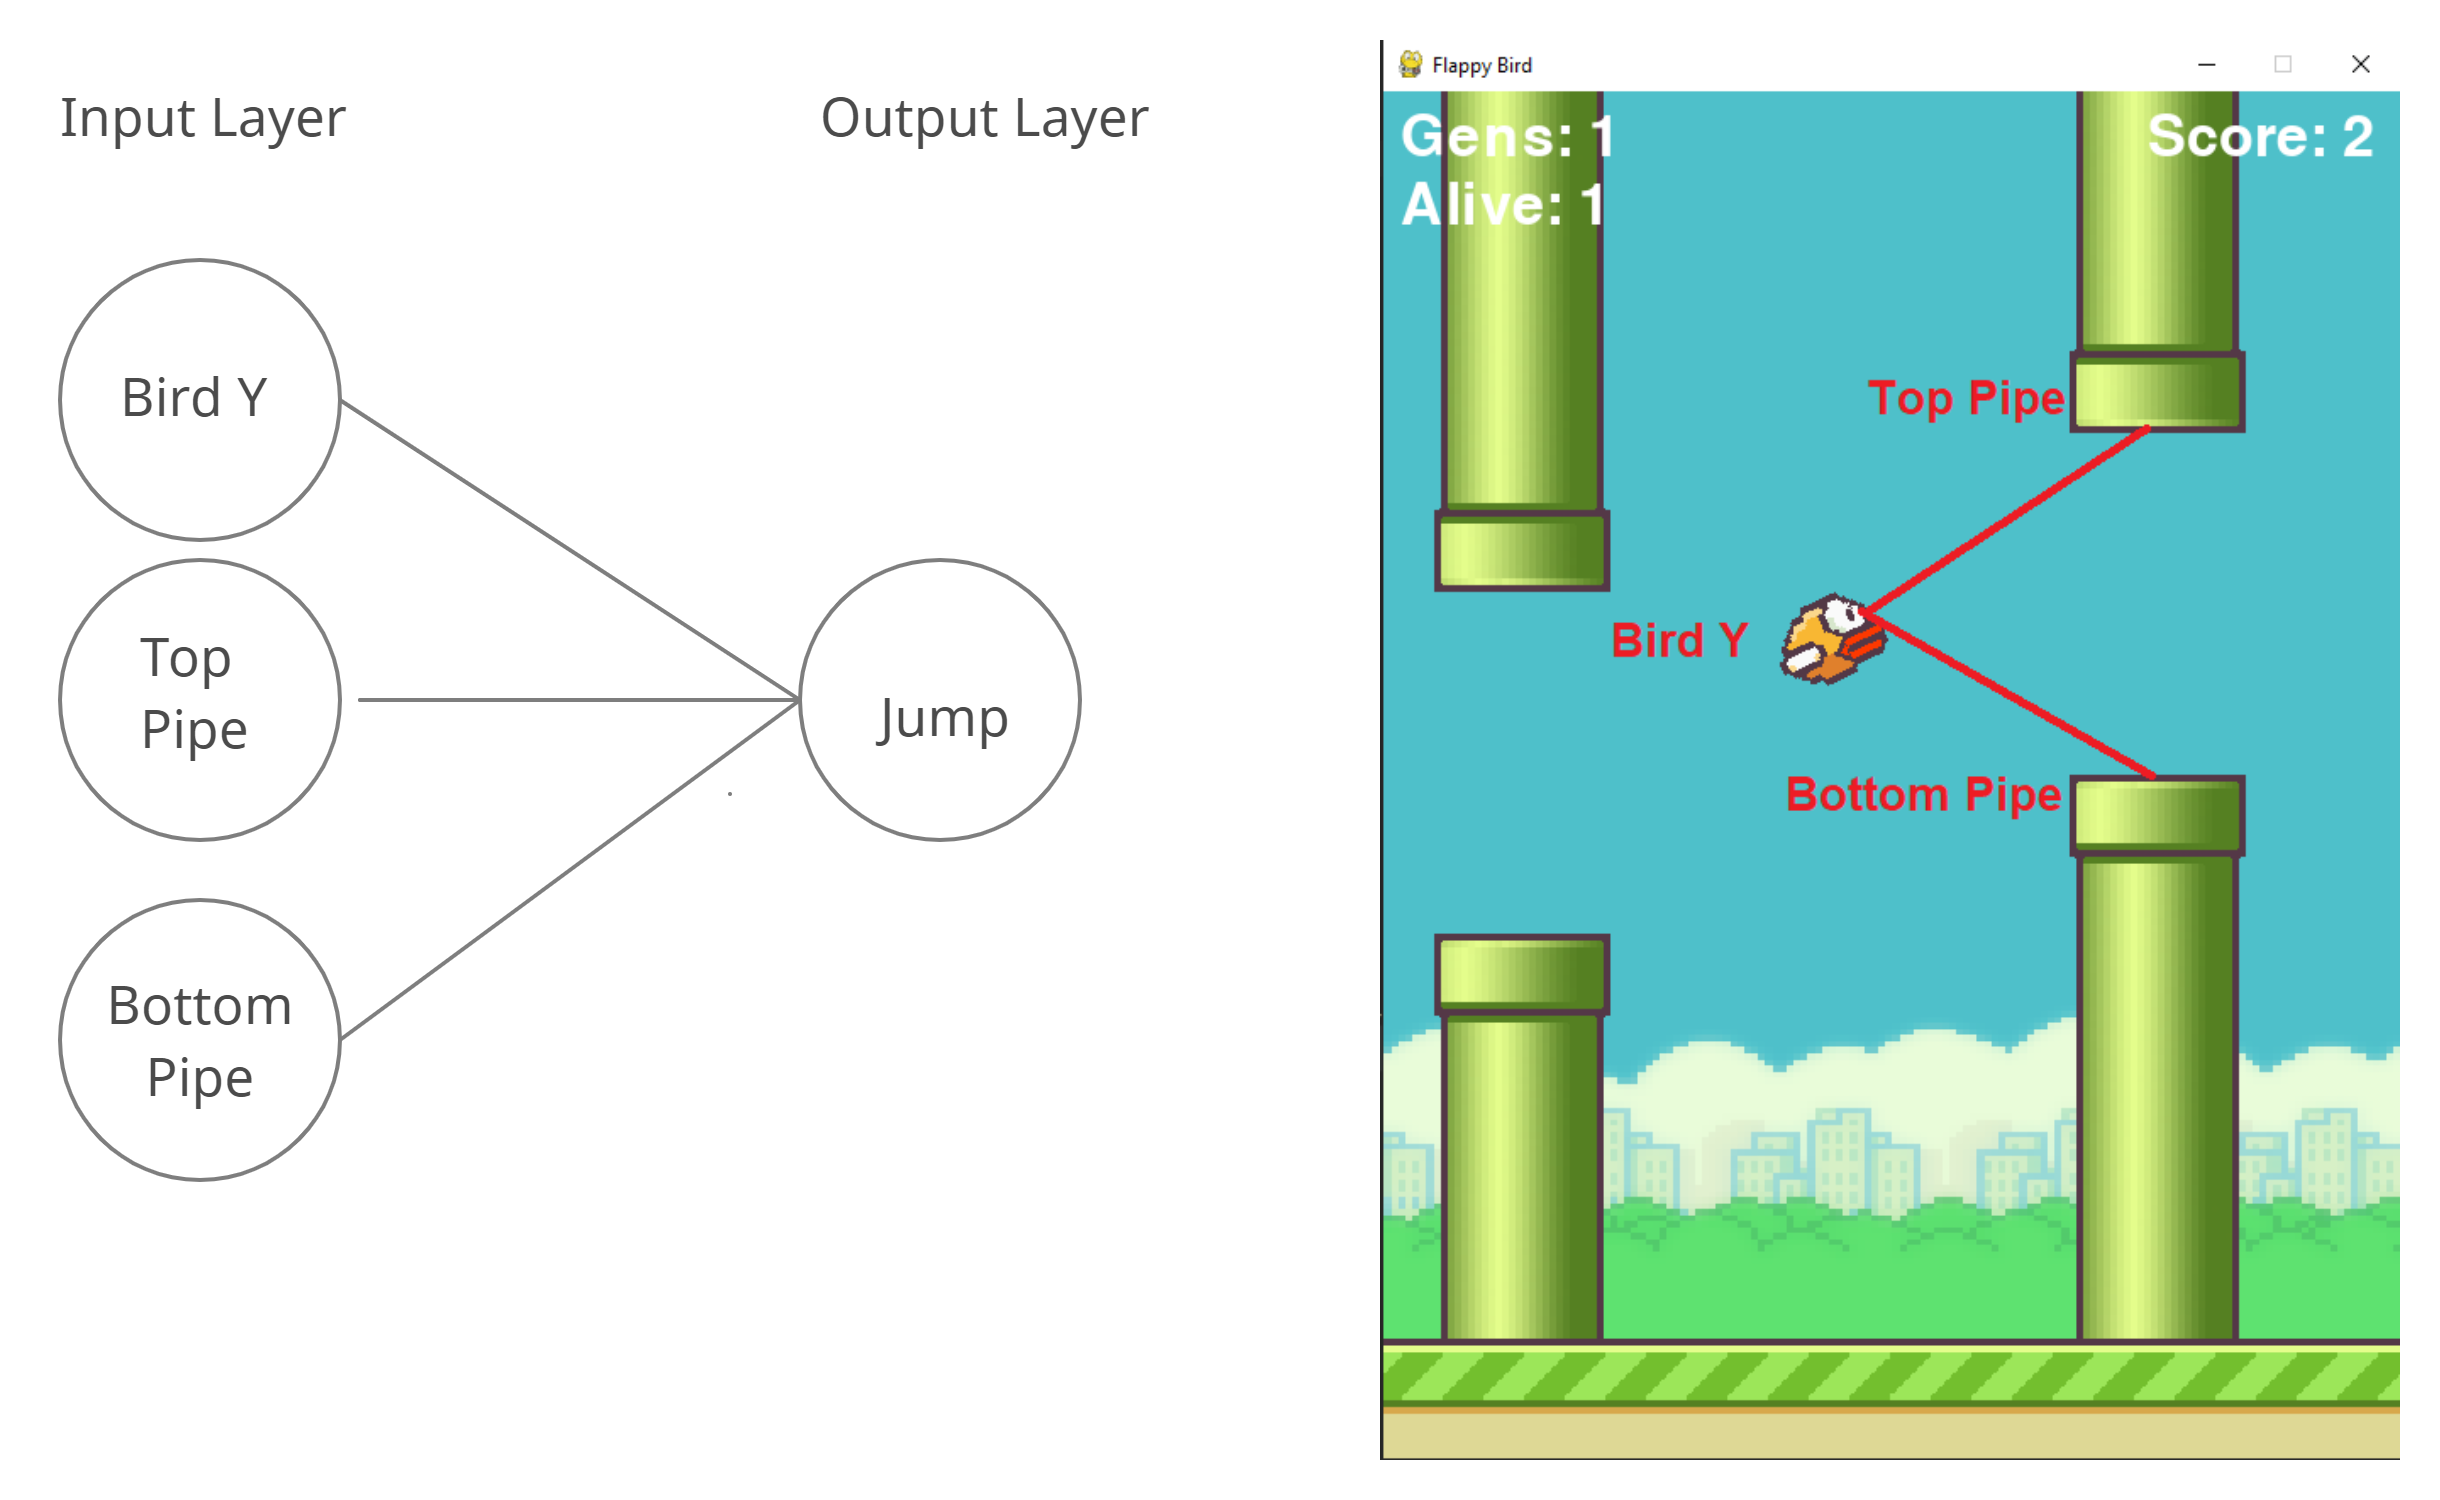 Input Layer
Output Layer
Bird Y
Top
Pipe
Bottom
Pipe
Jump
Flappy Bird
Gens: 1
Score: 2
Alive: 1
Top Pipe
Bird Y
Bottom Pipe